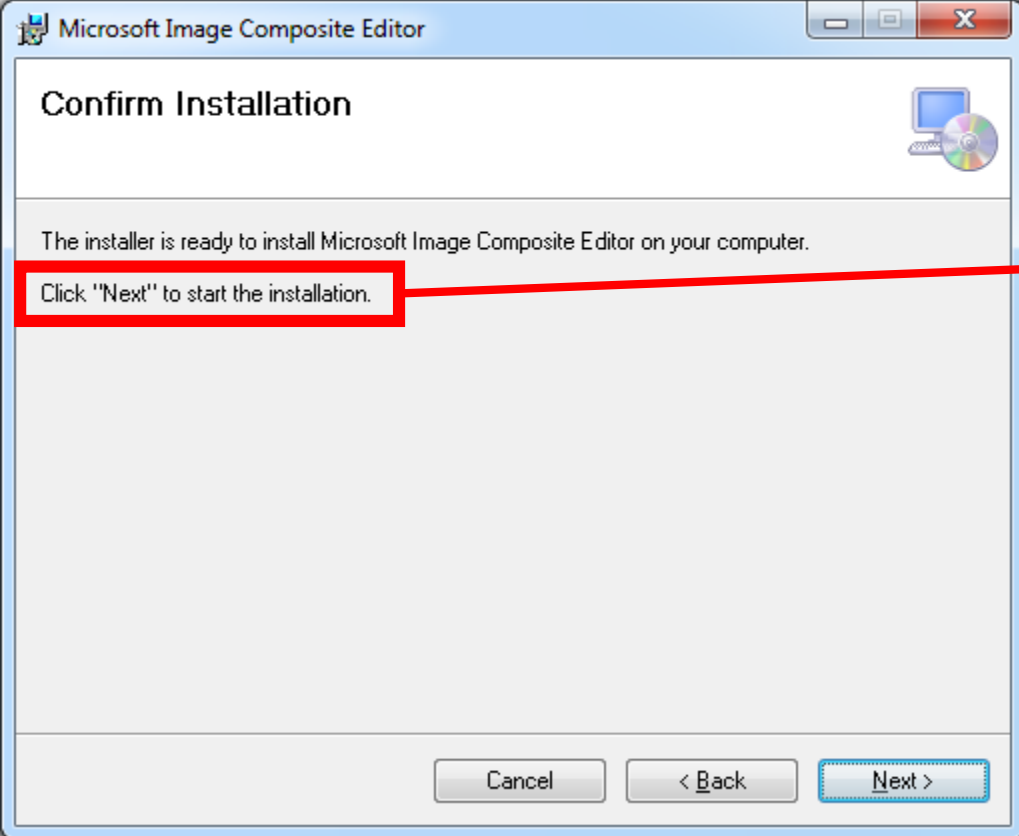 Microsoft Image Composite Editor
Confirm Installation
The installer is ready to install Microsoft Image Composite Editor on your computer.
Click "Next" to start the installation.
Cancel
< Back
Next >